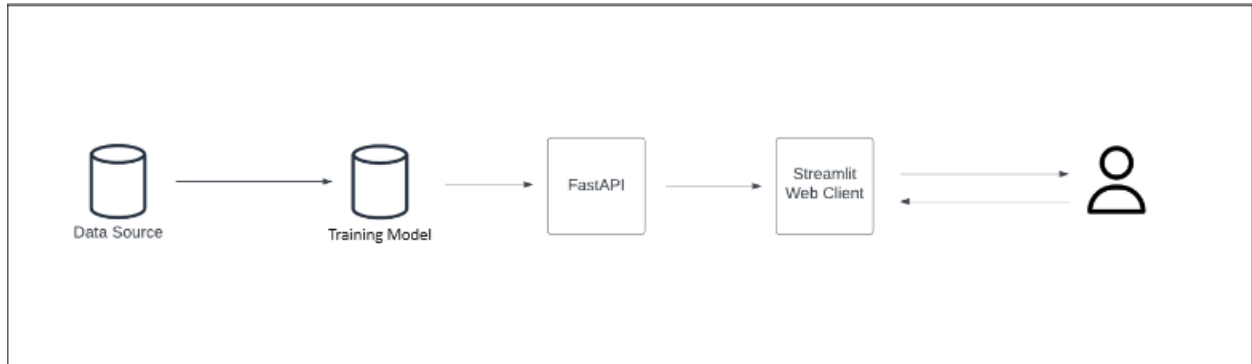 Data Source
Training Model
FastAPI
Streamlit
Web Client